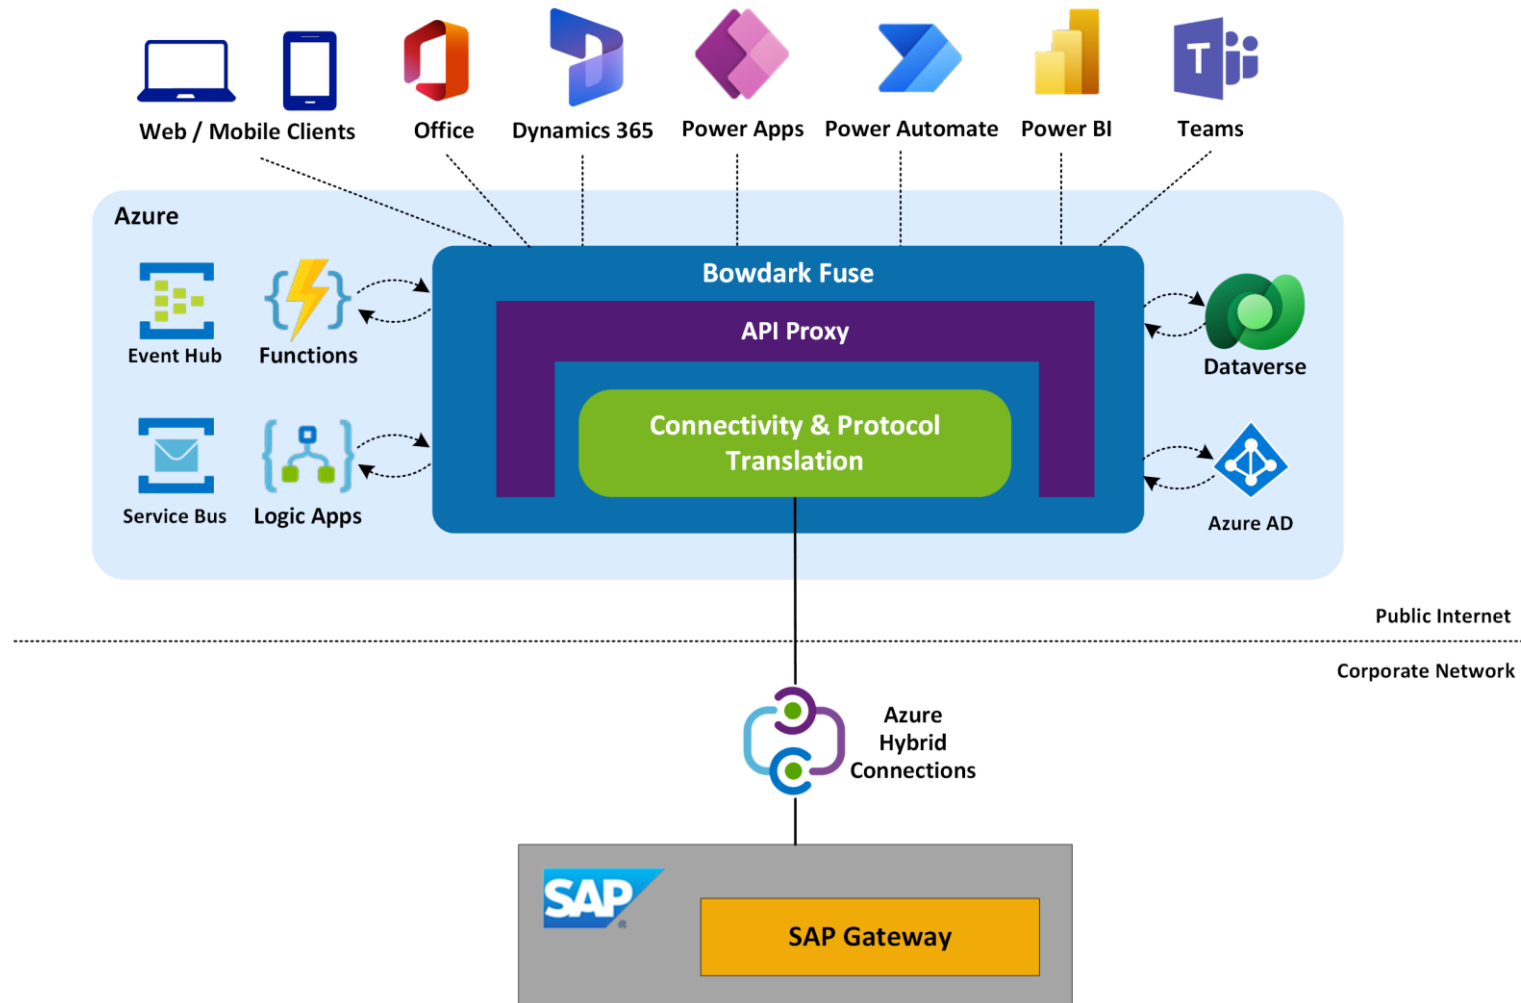 Web / Mobile Clients
Office
Dynamics 365
Power Apps
Power Automate
Power BI
T
Teams
Azure
Bowdark Fuse
API Proxy
Connectivity & Protocol
Translation
Event Hub
Functions
Dataverse
Service Bus
Logic Apps
Azure AD
Public Internet
Corporate Network
Azure
Hybrid
Connections
SAP
®
SAP Gateway